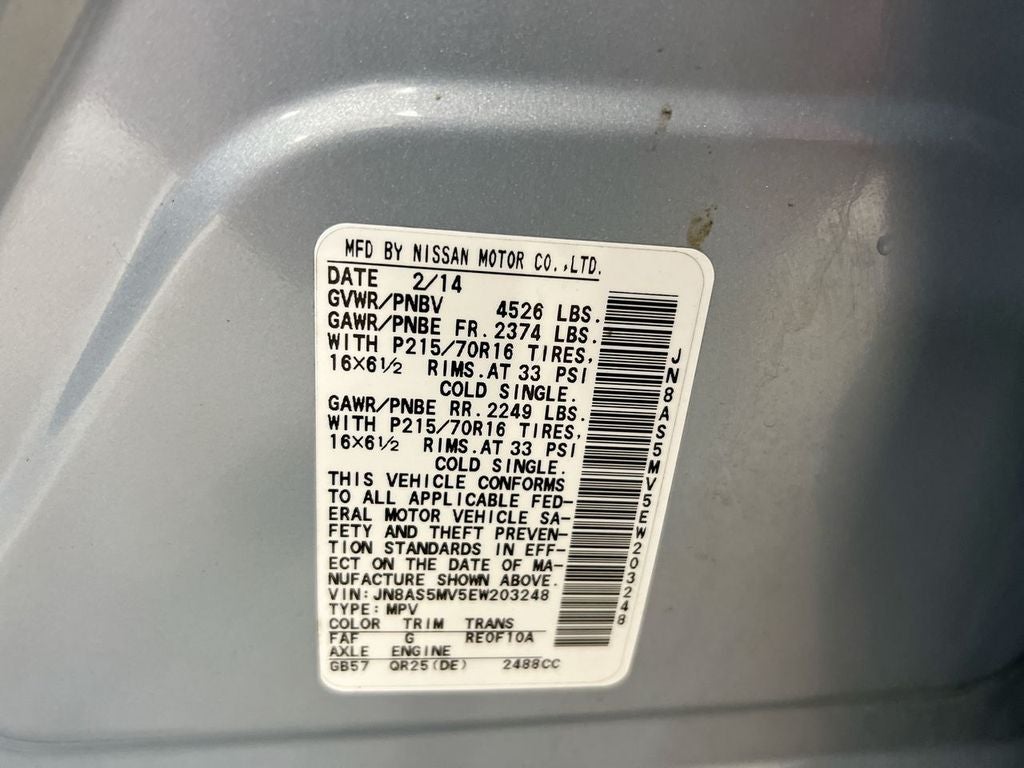 MFD BY NISSAN MOTOR CO.,LTD.
DATE 2/14
GVWR/PNBV 4526 LBS.
GAWR/PNBE FR. 2374 LBS.
WITH P215/70R16 TIRES,
16×6½ RIMS.AT 33 PSI
COLD SINGLE.
GAWR/PNBE RR. 2249 LBS.
WITH P215/70R16 TIRES,
16×6½ RIMS.AT 33 PSI
COLD SINGLE.
THIS VEHICLE CONFORMS
TO ALL APPLICABLE FED-
ERAL MOTOR VEHICLE SA-
FETY AND THEFT PREVEN-
TION STANDARDS IN EFF-
ECT ON THE DATE OF MA-
NUFACTURE SHOWN ABOVE.
VIN:JN8AS5MV5EW203248
TYPE:MPV
COLOR TRIM TRANS
FAF G RE0F10A
AXLE ENGINE
GB57 QR25(DE) 2488CC
JN8AS5MV5EW203248